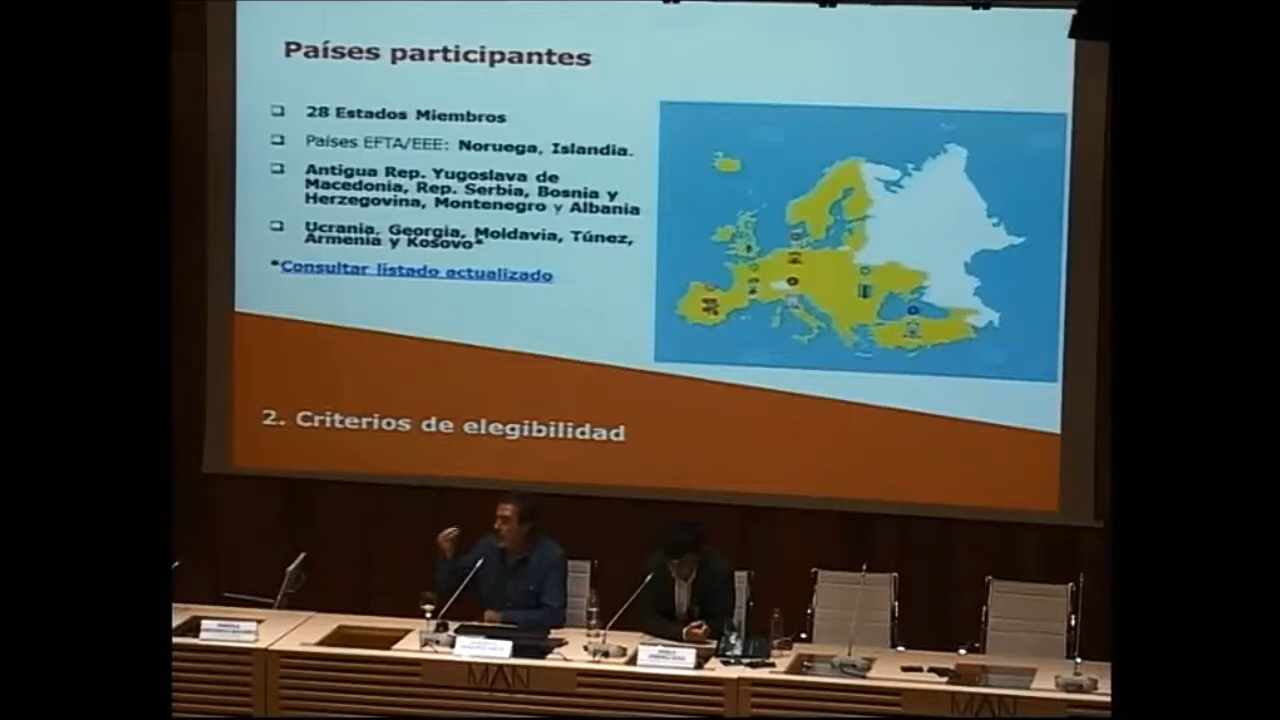 Países participantes
28 Estados Miembros
Países EFTA/EEE: Noruega, Islandia.
Antigua Rep. Yugoslava de
Macedonia, Rep. Serbia, Bosnia y
Herzegovina, Montenegro y Albania
Ucrania, Georgia, Moldavia, Túnez,
Armenia y Kosovo*
*Consultar listado actualizado
2. Criterios de elegibilidad
MAN
MAN